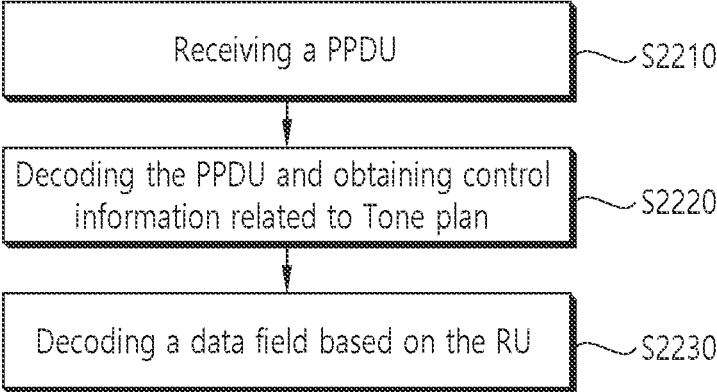 Receiving a PPDU
S2210
Decoding the PPDU and obtaining control
information related to Tone plan
S2220
Decoding a data field based on the RU
S2230